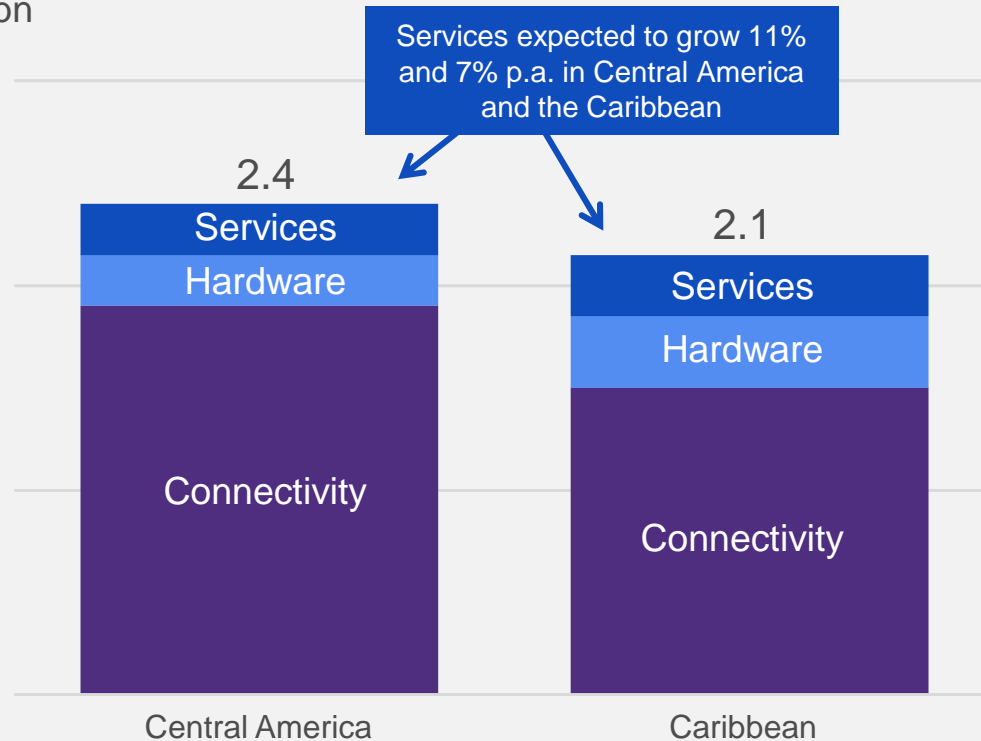 on
Services expected to grow 11%
and 7% p.a. in Central America
and the Caribbean
2.4
2.1
Services
Hardware
Connectivity
Services
Hardware
Connectivity
Central America
Caribbean